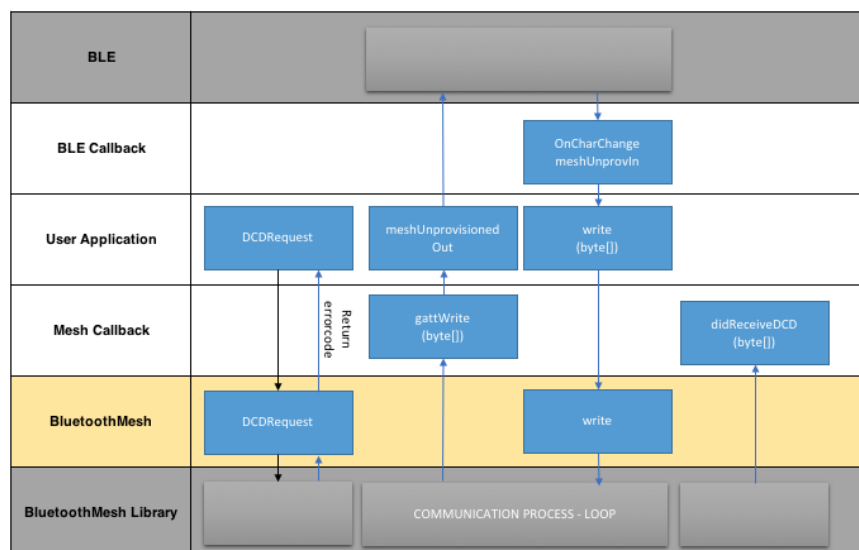 BLE
BLE Callback
OnCharChange
meshUnprovIn
User Application
DCDRequest
meshUnprovisioned
Out
write
(byte[])
Mesh Callback
Return
errorcode
gattWrite
(byte[])
didReceiveDCD
(byte[])
BluetoothMesh
DCDRequest
write
BluetoothMesh Library
COMMUNICATION PROCESS - LOOP